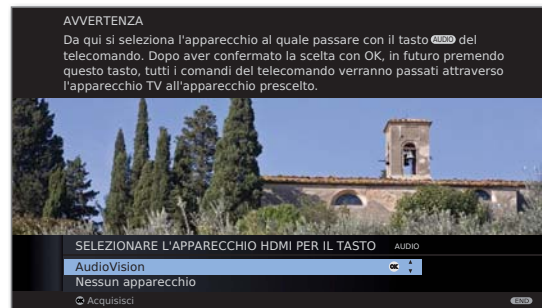 AVVERTENZA
Da qui si seleziona l'apparecchio al quale passare con il tasto AUDIO del
telecomando. Dopo aver confermato la scelta con OK, in futuro premendo
questo tasto, tutti i comandi del telecomando verranno passati attraverso
l'apparecchio TV all'apparecchio prescelto.
SELEZIONARE L'APPARECCHIO HDMI PER IL TASTO AUDIO
AudioVision OK
Nessun apparecchio
OK Acquisisci END